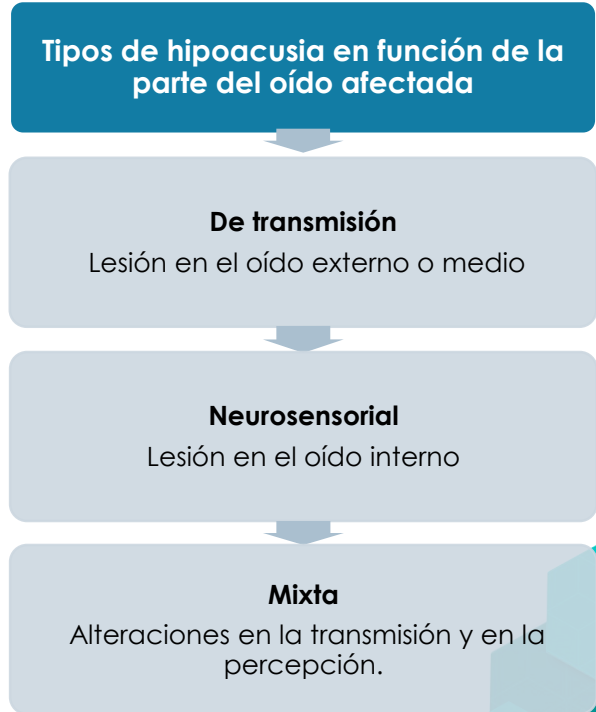 Tipos de hipoacusia en función de la
parte del oído afectada
De transmisión
Lesión en el oído externo o medio
Neurosensorial
Lesión en el oído interno
Mixta
Alteraciones en la transmisión y en la
percepción.